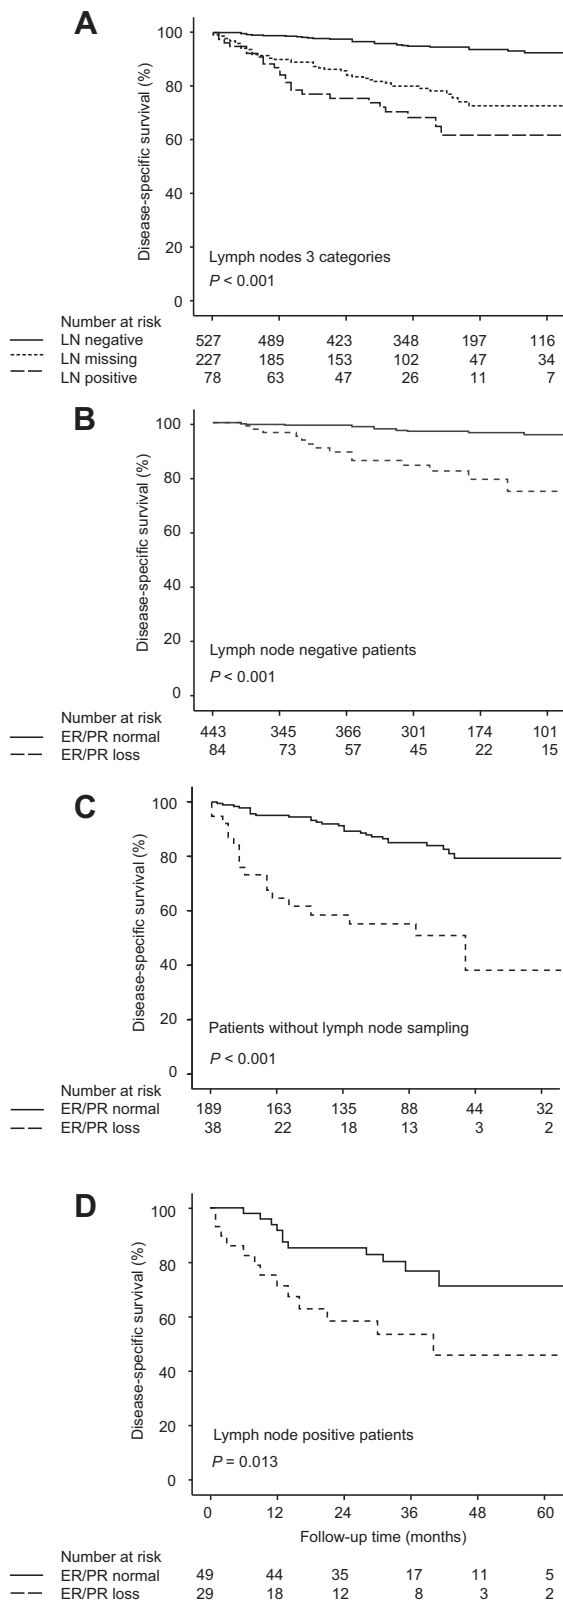 A
Disease-specific survival (%)
100
80
60
40
20
0
Lymph nodes 3 categories
P < 0.001
Number at risk
LN negative 527 489 423 348 197 116
LN missing 227 185 153 102 47 34
LN positive 78 63 47 26 11 7
B
Disease-specific survival (%)
100
80
60
40
20
0
Lymph node negative patients
P < 0.001
Number at risk
ER/PR normal 443 345 366 301 174 101
ER/PR loss 84 73 57 45 22 15
C
Disease-specific survival (%)
100
80
60
40
20
0
Patients without lymph node sampling
P < 0.001
Number at risk
ER/PR normal 189 163 135 88 44 32
ER/PR loss 38 22 18 13 3 2
D
Disease-specific survival (%)
100
80
60
40
20
0
Lymph node positive patients
P = 0.013
0 12 24 36 48 60
Follow-up time (months)
Number at risk
ER/PR normal 49 44 35 17 11 5
ER/PR loss 29 18 12 8 3 2